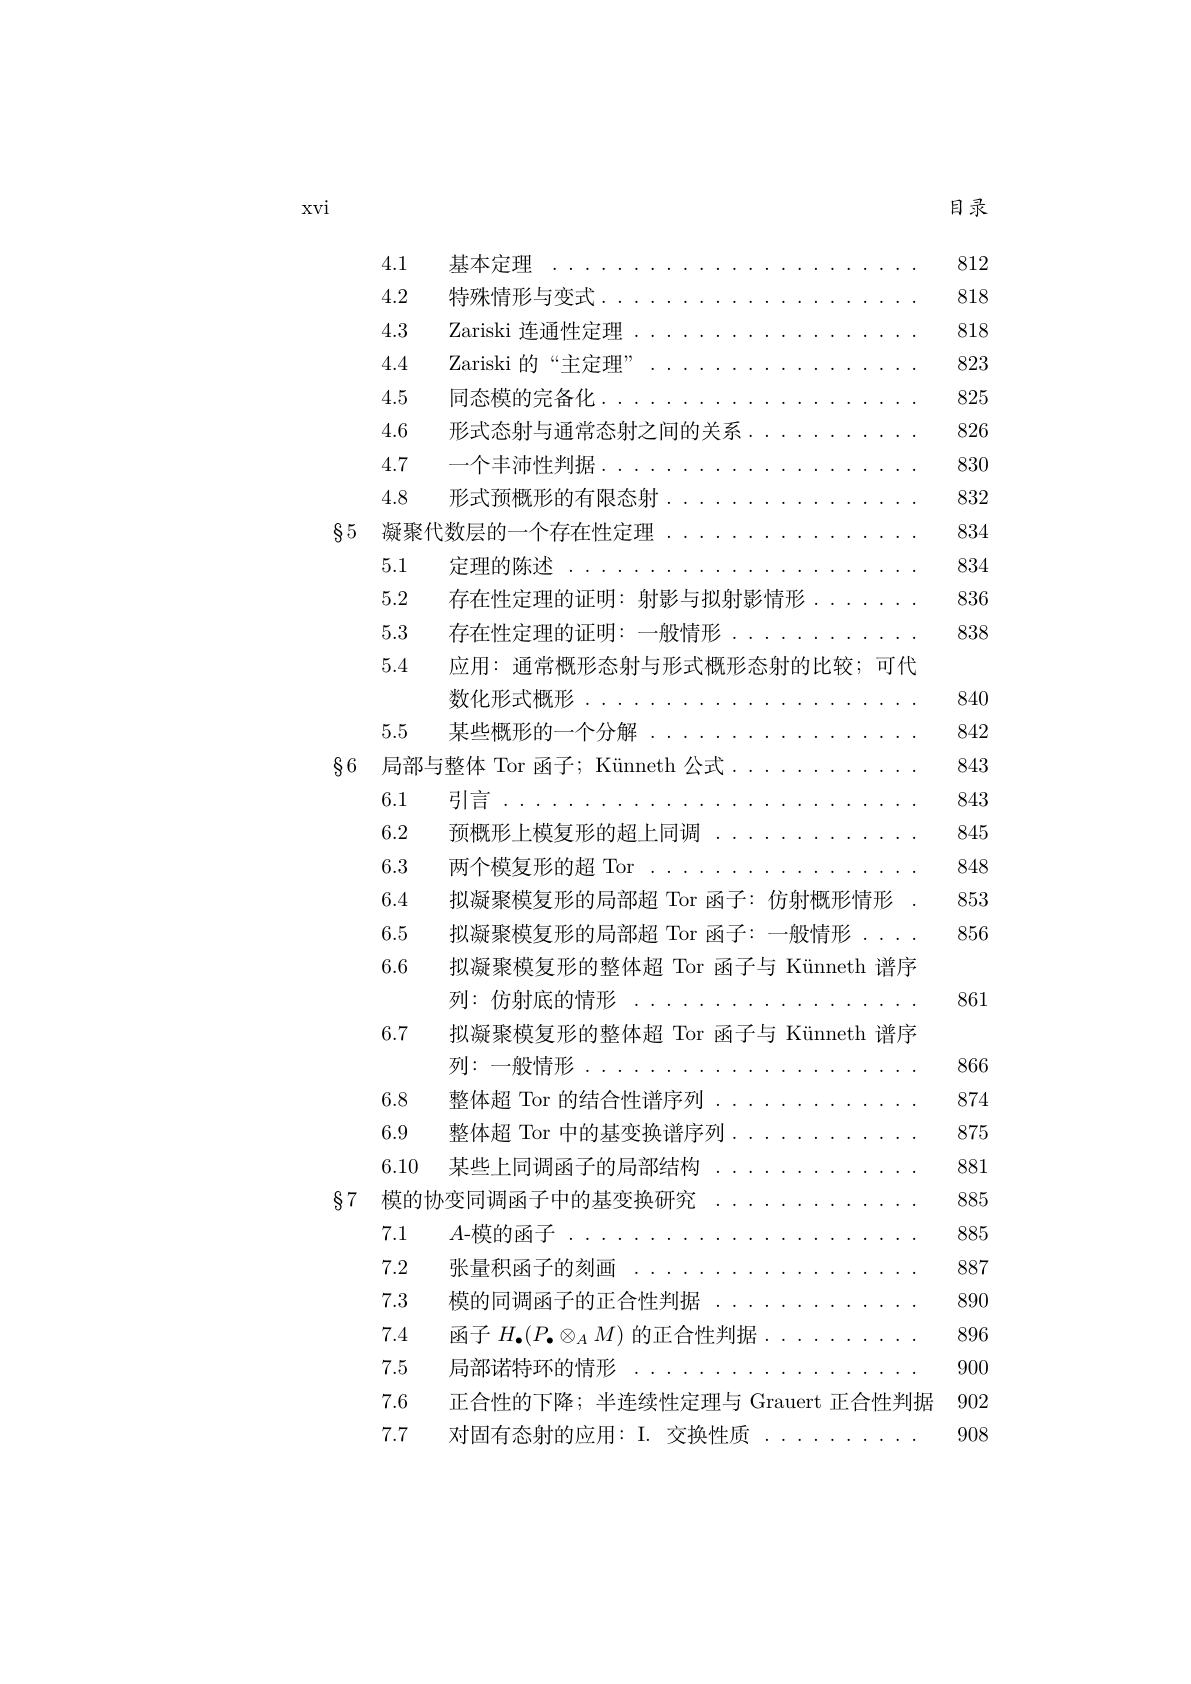 xvi 目录
4.1 基本定理 . . . . . . . . . . . . . . . . . . . . . . . 812
4.2 特殊情形与变式 . . . . . . . . . . . . . . . . . . . . 818
4.3 Zariski 连通性定理 . . . . . . . . . . . . . . . . . . 818
4.4 Zariski 的 “主定理” . . . . . . . . . . . . . . . . . 823
4.5 同态模的完备化 . . . . . . . . . . . . . . . . . . . . 825
4.6 形式态射与通常态射之间的关系 . . . . . . . . . . . 826
4.7 一个丰沛性判据 . . . . . . . . . . . . . . . . . . . . 830
4.8 形式预概形的有限态射 . . . . . . . . . . . . . . . . 832
§5 凝聚代数层的一个存在性定理 . . . . . . . . . . . . . . . . 834
5.1 定理的陈述 . . . . . . . . . . . . . . . . . . . . . . 834
5.2 存在性定理的证明：射影与拟射影情形 . . . . . . . 836
5.3 存在性定理的证明：一般情形 . . . . . . . . . . . . 838
5.4 应用：通常概形态射与形式概形态射的比较；可代
数化形式概形 . . . . . . . . . . . . . . . . . . . . . 840
5.5 某些概形的一个分解 . . . . . . . . . . . . . . . . . 842
§6 局部与整体 Tor 函子；Künneth 公式 . . . . . . . . . . . . 843
6.1 引言 . . . . . . . . . . . . . . . . . . . . . . . . . . 843
6.2 预概形上模复形的超上同调 . . . . . . . . . . . . . 845
6.3 两个模复形的超 Tor . . . . . . . . . . . . . . . . . 848
6.4 拟凝聚模复形的局部超 Tor 函子：仿射概形情形 . 853
6.5 拟凝聚模复形的局部超 Tor 函子：一般情形 . . . . 856
6.6 拟凝聚模复形的整体超 Tor 函子与 Künneth 谱序
列：仿射底的情形 . . . . . . . . . . . . . . . . . . 861
6.7 拟凝聚模复形的整体超 Tor 函子与 Künneth 谱序
列：一般情形 . . . . . . . . . . . . . . . . . . . . . 866
6.8 整体超 Tor 的结合性谱序列 . . . . . . . . . . . . . 874
6.9 整体超 Tor 中的基变换谱序列 . . . . . . . . . . . . 875
6.10 某些上同调函子的局部结构 . . . . . . . . . . . . . 881
§7 模的协变同调函子中的基变换研究 . . . . . . . . . . . . . 885
7.1 A-模的函子 . . . . . . . . . . . . . . . . . . . . . . 885
7.2 张量积函子的刻画 . . . . . . . . . . . . . . . . . . 887
7.3 模的同调函子的正合性判据 . . . . . . . . . . . . . 890
7.4 函子 H•(P• ⊗A M) 的正合性判据 . . . . . . . . . . 896
7.5 局部诺特环的情形 . . . . . . . . . . . . . . . . . . 900
7.6 正合性的下降；半连续性定理与 Grauert 正合性判据 902
7.7 对固有态射的应用：I. 交换性质 . . . . . . . . . . 908